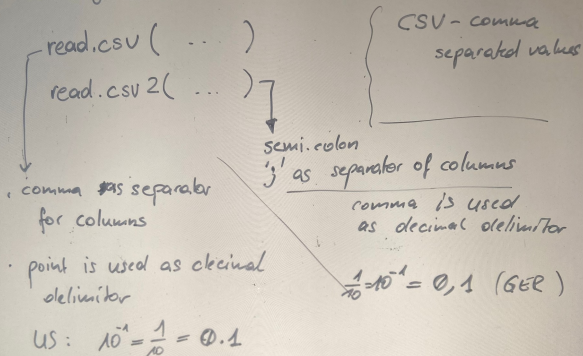 read.csv ( ... )
read.csv 2 ( ... )
CSV - comma
separated values
semi.colon
';' as separator of columns
comma is used
as decimal delimitor
1/10 = 10⁻¹ = 0,1 (GER)
· comma as separator
for columns
· point is used as decimal
delimitor
US: 10⁻¹ = 1/10 = 0.1